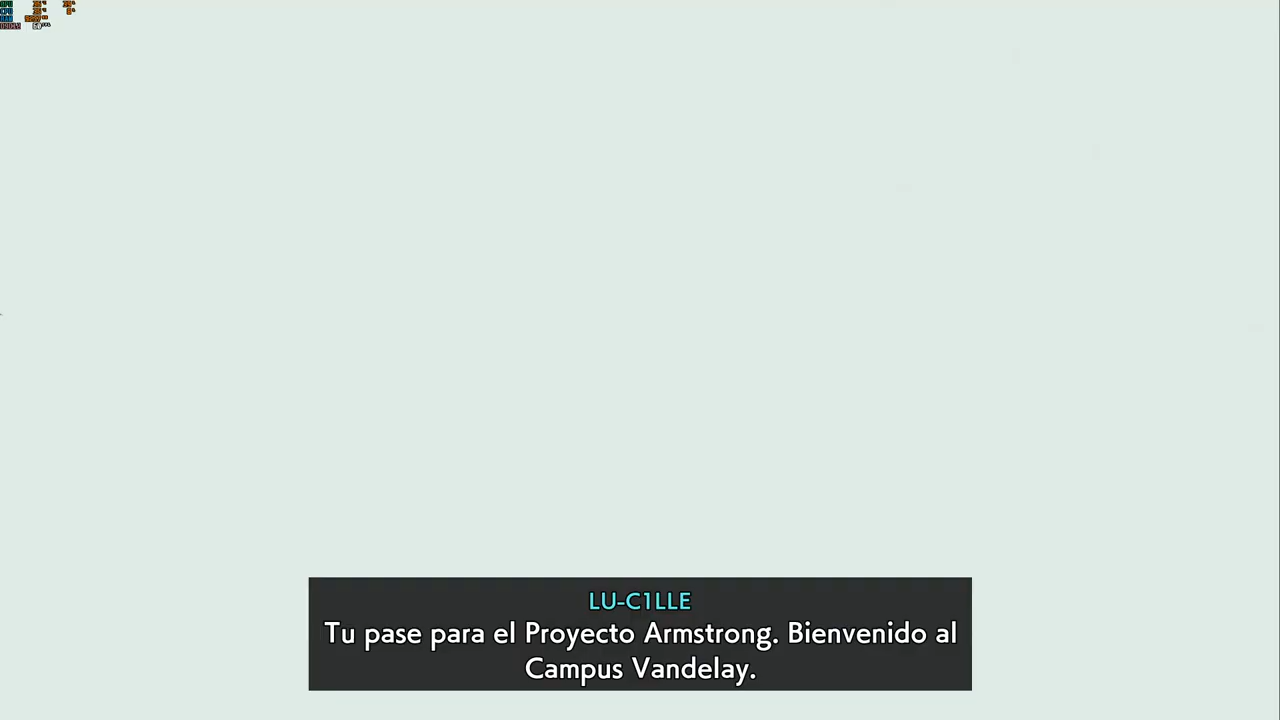 LU-C1LLE
Tu pase para el Proyecto Armstrong. Bienvenido al
Campus Vandelay.